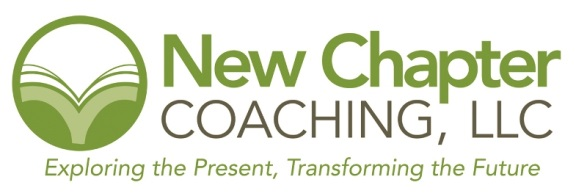 New Chapter
COACHING, LLC
Exploring the Present, Transforming the Future